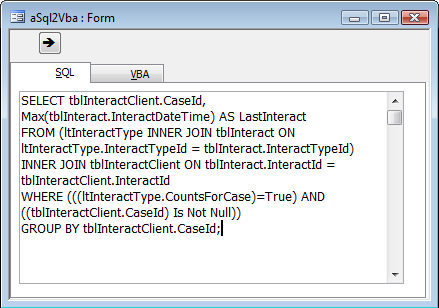 aSql2Vba : Form
SQL VBA
SELECT tblInteractClient.CaseId,
Max(tblInteract.InteractDateTime) AS LastInteract
FROM (ltInteractType INNER JOIN tblInteract ON
ltInteractType.InteractTypeId = tblInteract.InteractTypeId)
INNER JOIN tblInteractClient ON tblInteract.InteractId =
tblInteractClient.InteractId
WHERE (((ltInteractType.CountsForCase)=True) AND
((tblInteractClient.CaseId) Is Not Null))
GROUP BY tblInteractClient.CaseId;